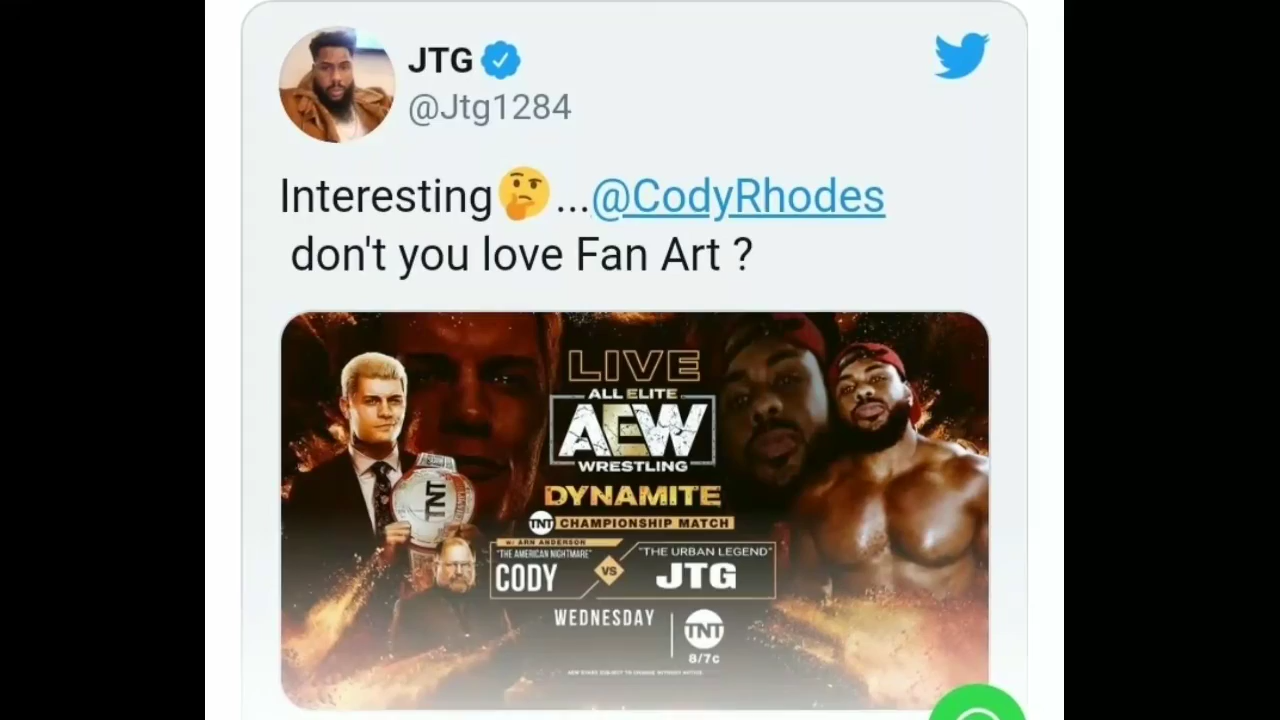 JTG
@Jtg1284
Interesting🤔...@CodyRhodes
don't you love Fan Art ?
LIVE
ALL ELITE
AEW
WRESTLING
DYNAMITE
TNT CHAMPIONSHIP MATCH
W/ ARN ANDERSON
"THE AMERICAN NIGHTMARE"
CODY
VS
"THE URBAN LEGEND"
JTG
WEDNESDAY
TNT
8/7c
TNT